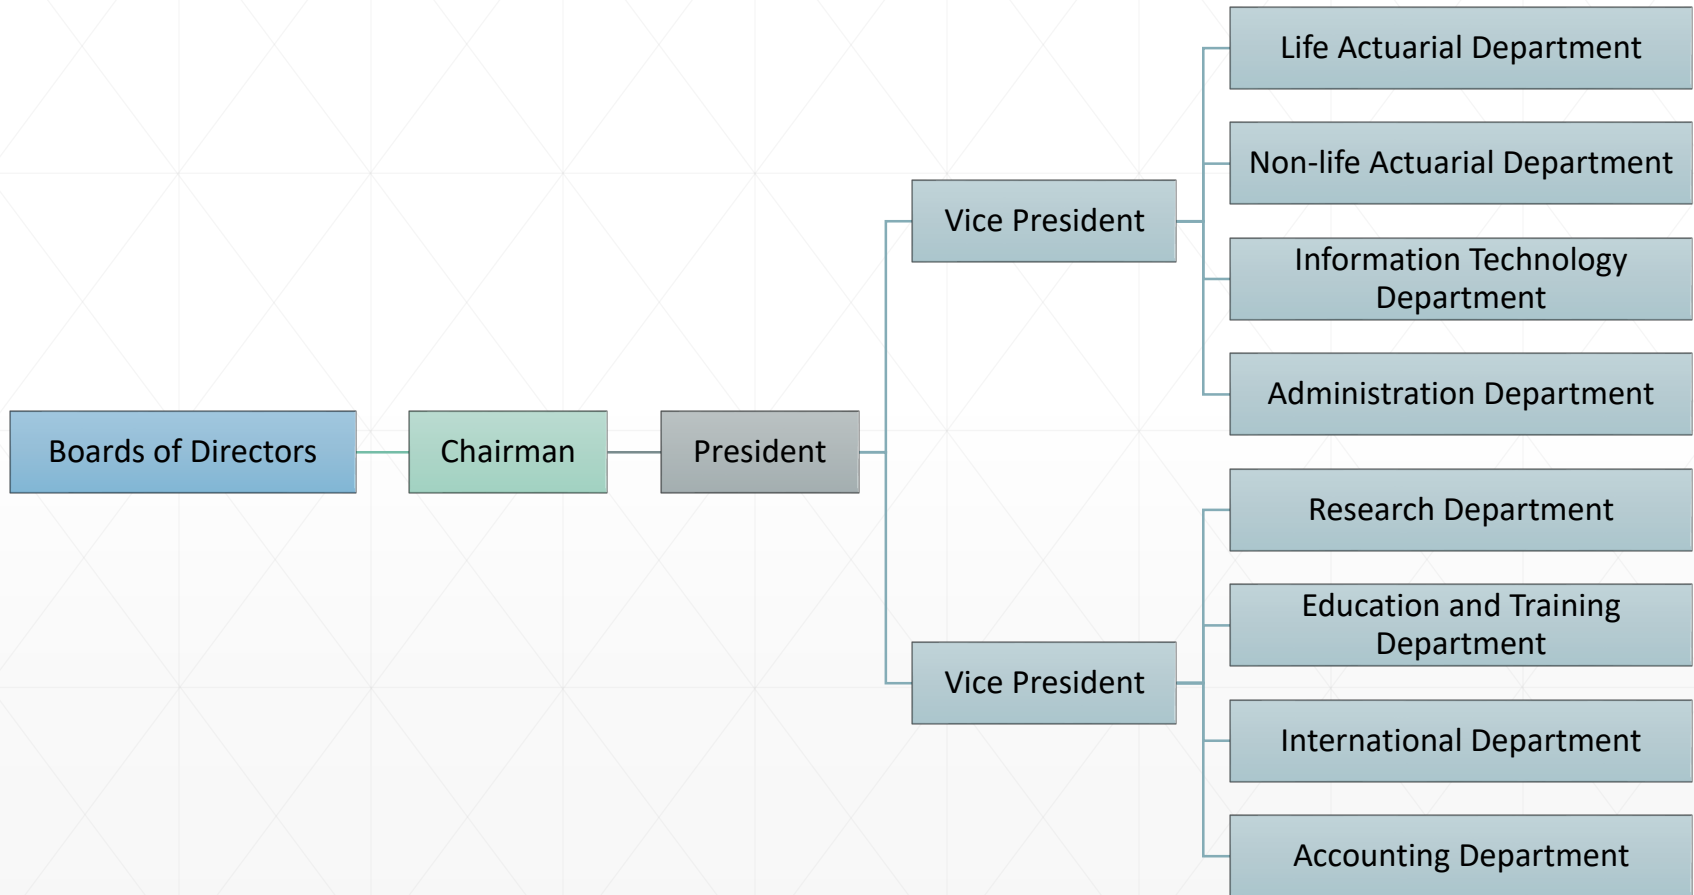 Boards of Directors
Chairman
President
Vice President
Life Actuarial Department
Non-life Actuarial Department
Information Technology
Department
Administration Department
Vice President
Research Department
Education and Training
Department
International Department
Accounting Department